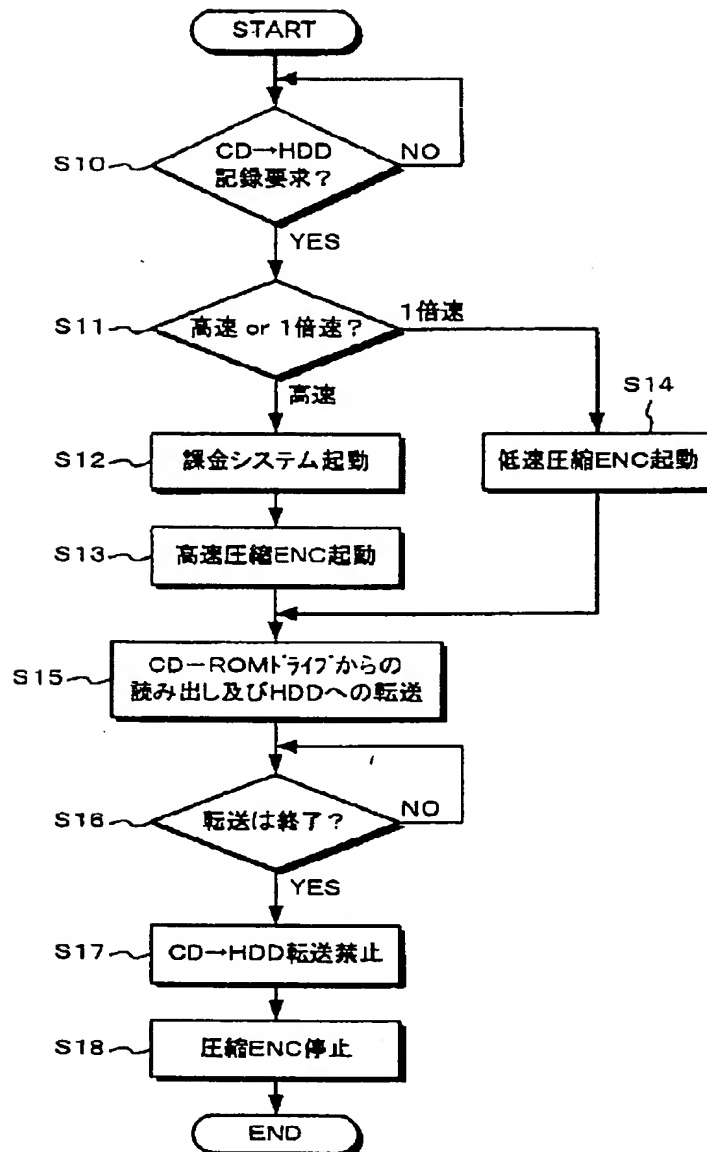 START
S10
CD→HDD
記録要求？
NO
YES
S11
高速 or 1倍速？
1倍速
高速
S14
S12
課金システム起動
低速圧縮ENC起動
S13
高速圧縮ENC起動
S15
CD－ROMﾄﾞﾗｲﾌﾞからの
読み出し及びHDDへの転送
S16
転送は終了？
NO
YES
S17
CD→HDD転送禁止
S18
圧縮ENC停止
END